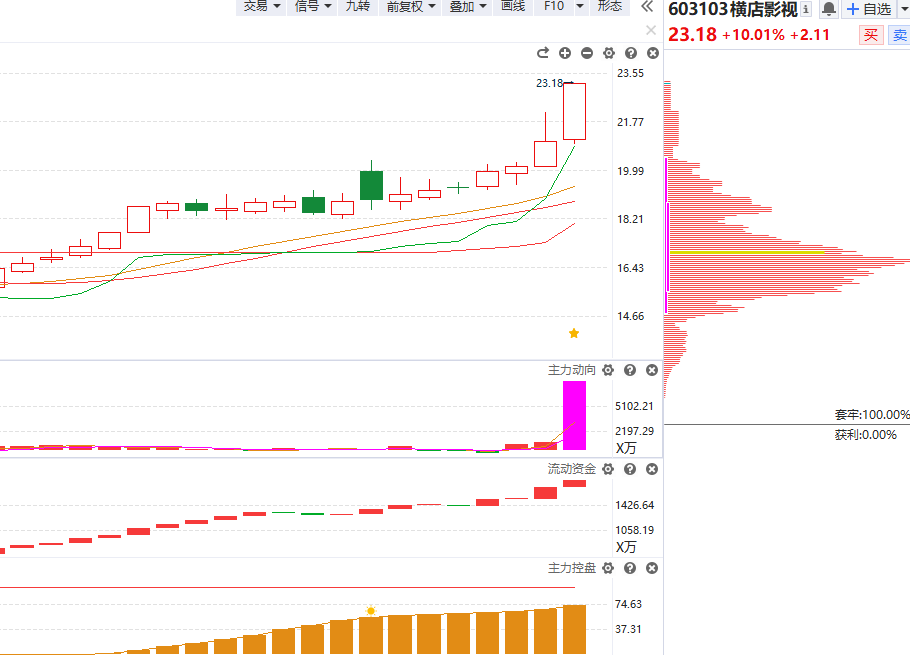 交易 信号 九转 前复权 叠加 画线 F10 形态
603103横店影视 自选
23.18 +10.01% +2.11 买 卖
23.55
23.18
21.77
19.99
18.21
16.43
14.66
主力动向
5102.21
2197.29
X万
套牢:100.00%
获利:0.00%
流动资金
1426.64
1058.19
X万
主力控盘
74.63
37.31